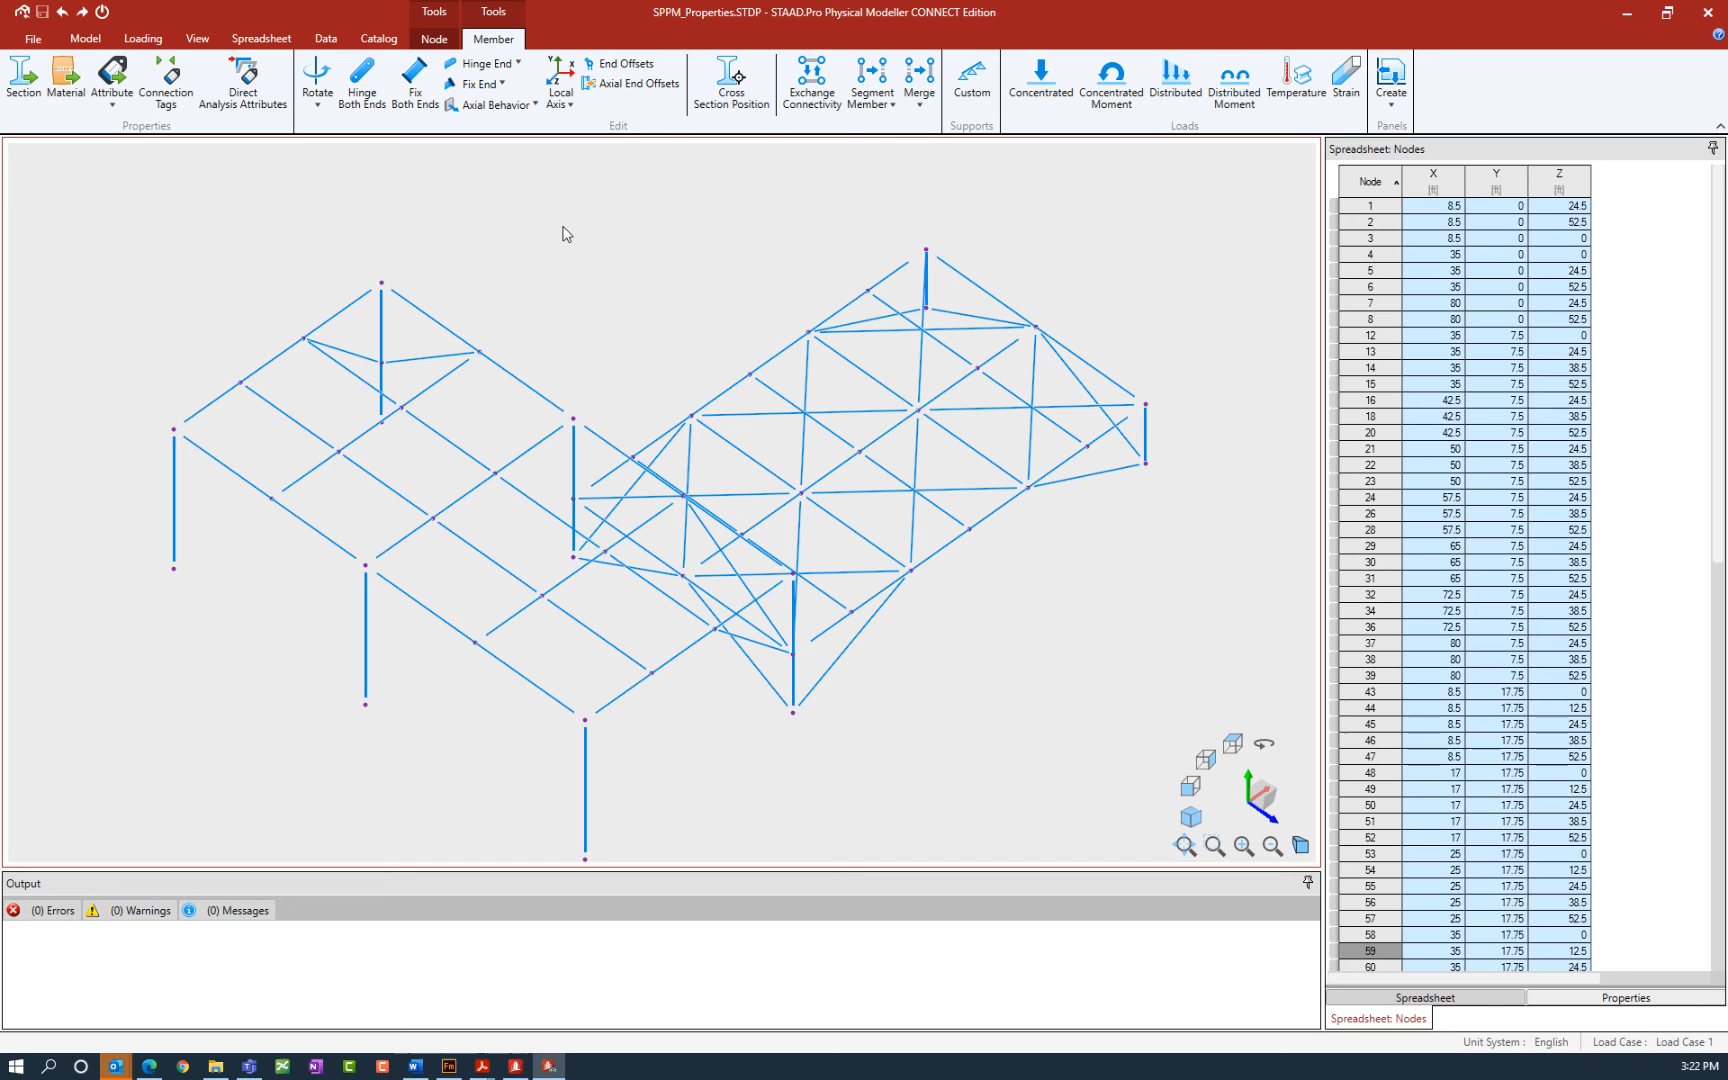 Tools
Tools
SPPM_Properties.STDP - STAAD.Pro Physical Modeller CONNECT Edition
File
Model
Loading
View
Spreadsheet
Data
Catalog
Node
Member
Section
Material
Attribute
Connection
Tags
Direct
Analysis Attributes
Properties
Rotate
Hinge
Both Ends
Fix
Both Ends
Hinge End
Fix End
Axial Behavior
Local
Axis
End Offsets
Axial End Offsets
Cross
Section Position
Exchange
Connectivity
Segment
Member
Merge
Edit
Custom
Supports
Concentrated
Concentrated
Moment
Distributed
Distributed
Moment
Temperature
Strain
Loads
Create
Panels
Spreadsheet: Nodes
Node X Y Z
[ft] [ft] [ft]
1 8.5 0 24.5
2 8.5 0 52.5
3 8.5 0 0
4 35 0 0
5 35 0 24.5
6 35 0 52.5
7 80 0 24.5
8 80 0 52.5
12 35 7.5 0
13 35 7.5 24.5
14 35 7.5 38.5
15 35 7.5 52.5
16 42.5 7.5 24.5
18 42.5 7.5 38.5
20 42.5 7.5 52.5
21 50 7.5 24.5
22 50 7.5 38.5
23 50 7.5 52.5
24 57.5 7.5 24.5
26 57.5 7.5 38.5
28 57.5 7.5 52.5
29 65 7.5 24.5
30 65 7.5 38.5
31 65 7.5 52.5
32 72.5 7.5 24.5
34 72.5 7.5 38.5
36 72.5 7.5 52.5
37 80 7.5 24.5
38 80 7.5 38.5
39 80 7.5 52.5
43 8.5 17.75 0
44 8.5 17.75 12.5
45 8.5 17.75 24.5
46 8.5 17.75 38.5
47 8.5 17.75 52.5
48 17 17.75 0
49 17 17.75 12.5
50 17 17.75 24.5
51 17 17.75 38.5
52 17 17.75 52.5
53 25 17.75 0
54 25 17.75 12.5
55 25 17.75 24.5
56 25 17.75 38.5
57 25 17.75 52.5
58 35 17.75 0
59 35 17.75 12.5
60 35 17.75 24.5
Spreadsheet
Properties
Spreadsheet: Nodes
Output
(0) Errors
(0) Warnings
(0) Messages
Unit System : English
Load Case : Load Case 1
3:22 PM